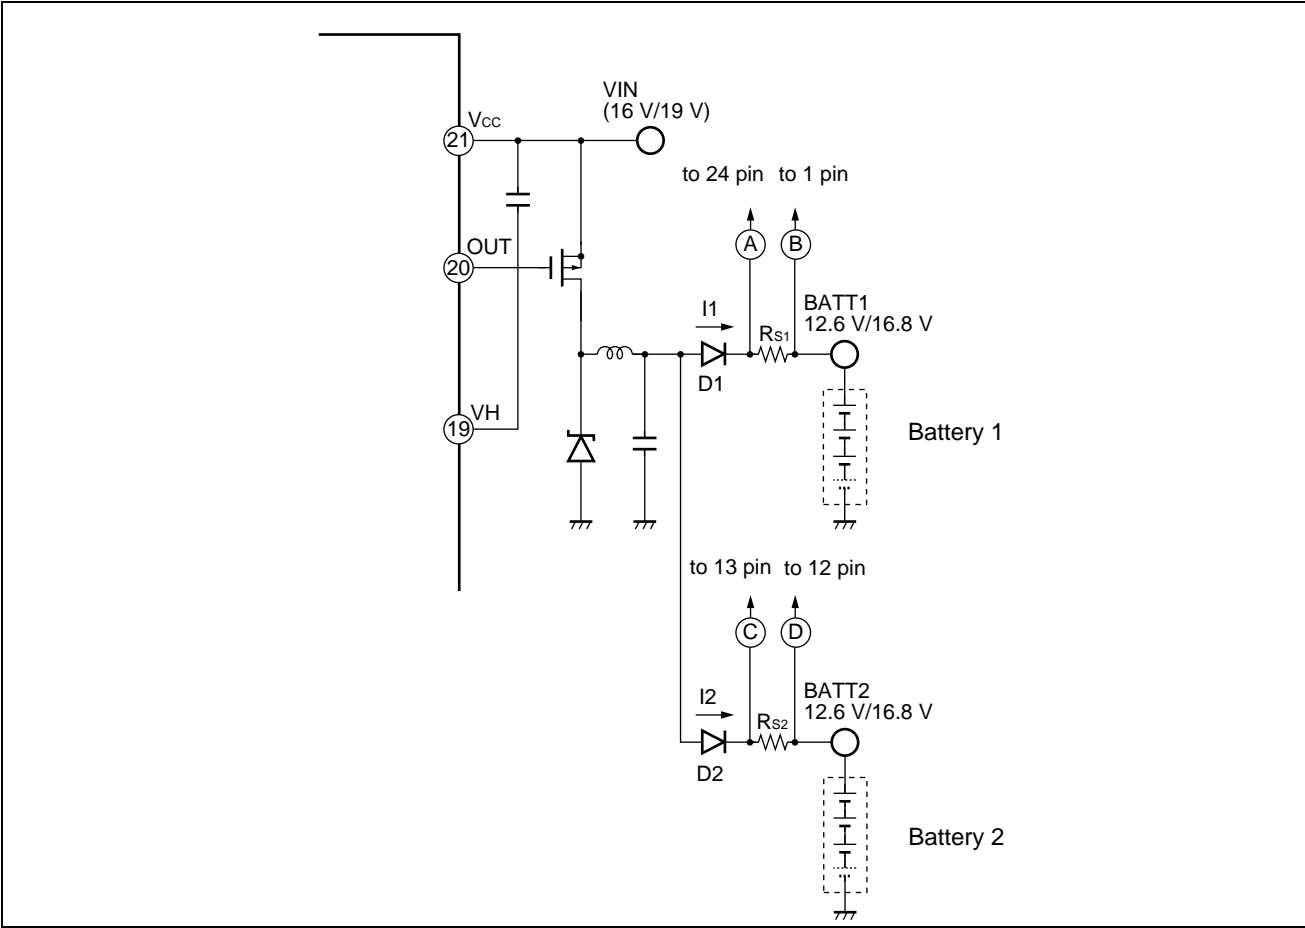 VIN
(16 V/19 V)
VCC
21
to 24 pin
to 1 pin
A
B
OUT
20
I1
BATT1
12.6 V/16.8 V
RS1
D1
VH
19
Battery 1
to 13 pin
to 12 pin
C
D
I2
BATT2
12.6 V/16.8 V
RS2
D2
Battery 2